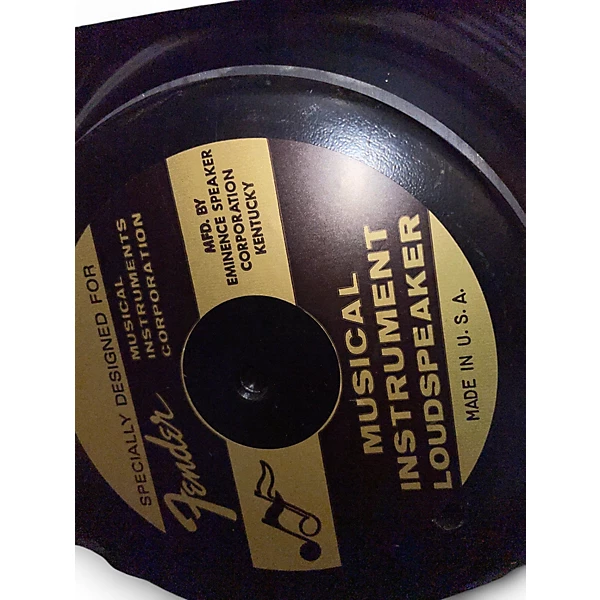 SPECIALLY DESIGNED FOR
Fender
MUSICAL
INSTRUMENTS
CORPORATION
MFD. BY
EMINENCE SPEAKER
CORPORATION
KENTUCKY
MUSICAL
INSTRUMENT
LOUDSPEAKER
MADE IN U.S.A.